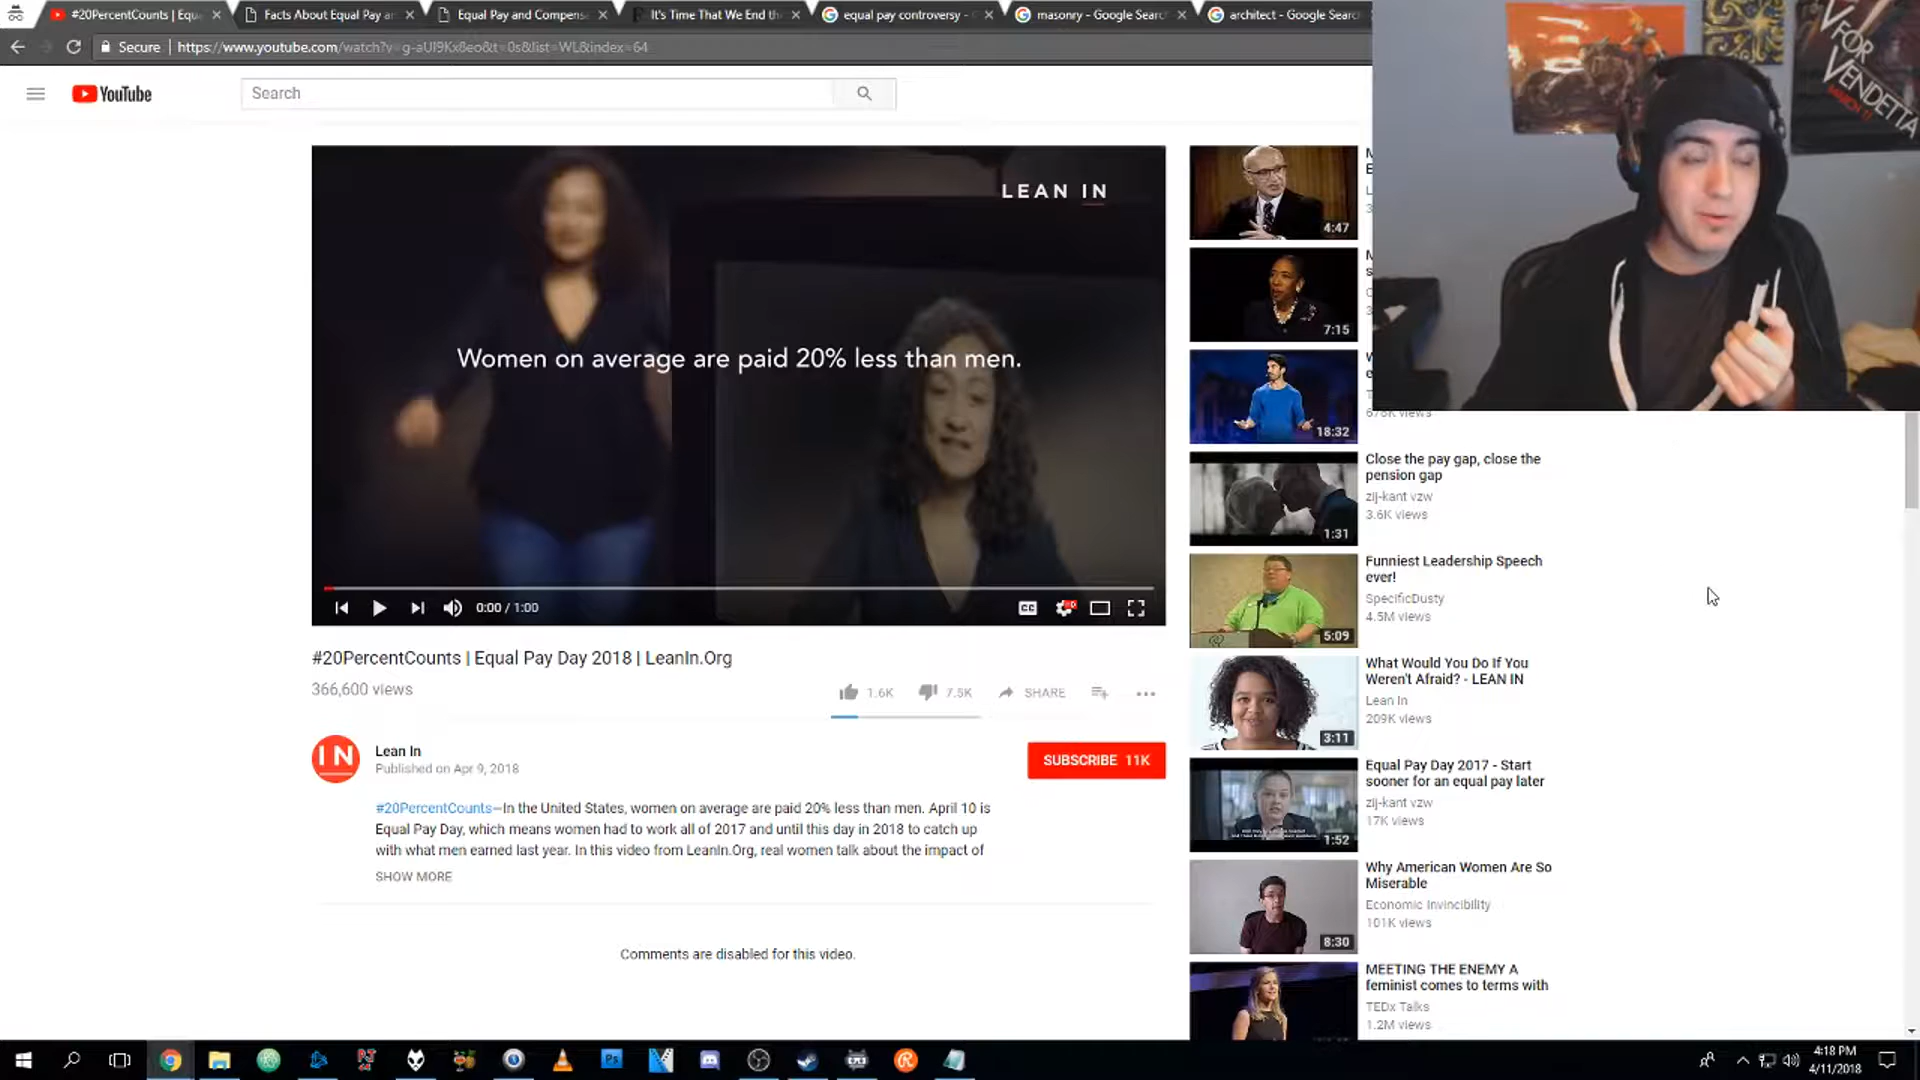 #20PercentCounts | Equ
Facts About Equal Pay a
Equal Pay and Compens
It's Time That We End th
equal pay controversy -
masonry - Google Searc
architect - Google Search
Secure
https://www.youtube.com/watch?v=g-aUI9Kx8eo&t=0s&list=WL&index=64
V FOR
VENDETTA
YouTube
Search
LEAN IN
Women on average are paid 20% less than men.
0:00 / 1:00
CC
4:47
7:15
18:32
678K views
Close the pay gap, close the
pension gap
zij-kant vzw
3.6K views
1:31
Funniest Leadership Speech
ever!
SpecificDusty
4.5M views
5:09
What Would You Do If You
Weren't Afraid? - LEAN IN
Lean In
209K views
3:11
Equal Pay Day 2017 - Start
sooner for an equal pay later
zij-kant vzw
17K views
1:52
Why American Women Are So
Miserable
Economic Invincibility
101K views
8:30
MEETING THE ENEMY A
feminist comes to terms with
TEDx Talks
1.2M views
#20PercentCounts | Equal Pay Day 2018 | LeanIn.Org
366,600 views
1.6K
7.5K
SHARE
IN
Lean In
Published on Apr 9, 2018
SUBSCRIBE 11K
#20PercentCounts—In the United States, women on average are paid 20% less than men. April 10 is
Equal Pay Day, which means women had to work all of 2017 and until this day in 2018 to catch up
with what men earned last year. In this video from LeanIn.Org, real women talk about the impact of
SHOW MORE
Comments are disabled for this video.
Ps
4:18 PM
4/11/2018